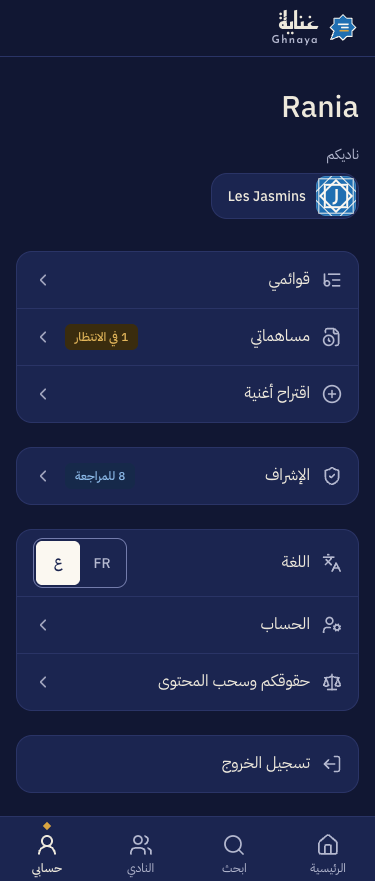 غناية
Ghnaya
Rania
ناديكم
J Les Jasmins
قوائمي
مساهماتي 1 في الانتظار
اقتراح أغنية
الإشراف 8 للمراجعة
اللغة FR ع
الحساب
حقوقكم وسحب المحتوى
تسجيل الخروج
الرئيسية ابحث النادي حسابي